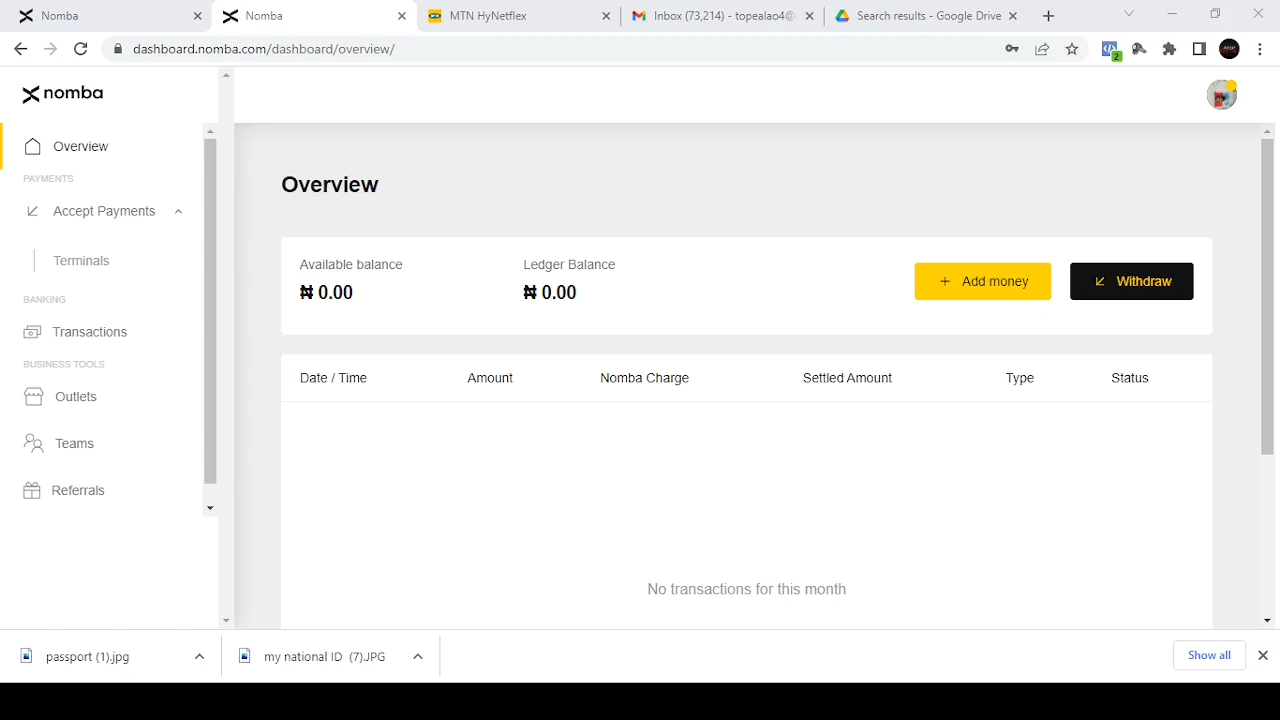 Nomba
Nomba
MTN HyNetflex
Inbox (73,214) - topealao4@
Search results - Google Drive
dashboard.nomba.com/dashboard/overview/
2
nomba
Overview
PAYMENTS
Accept Payments
Terminals
BANKING
Transactions
BUSINESS TOOLS
Outlets
Teams
Referrals
Overview
Available balance
Ledger Balance
₦ 0.00
₦ 0.00
+ Add money
Withdraw
Date / Time Amount Nomba Charge Settled Amount Type Status
No transactions for this month
passport (1).jpg
my national ID (7).JPG
Show all